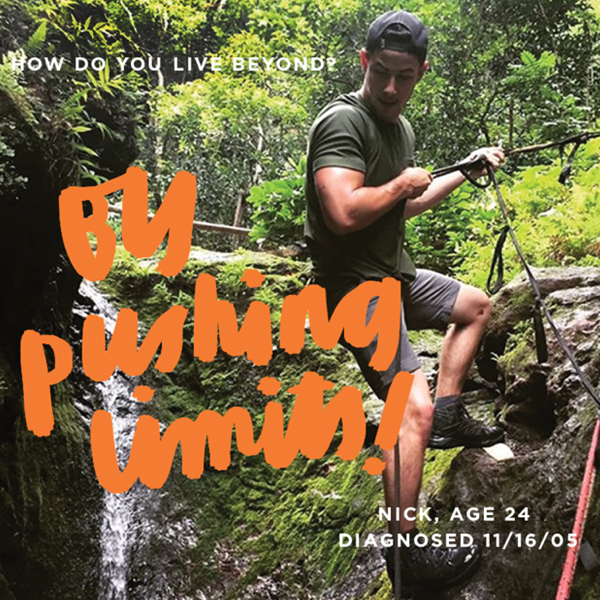 HOW DO YOU LIVE BEYOND?
By
pushing
limits!
NICK, AGE 24
DIAGNOSED 11/16/05